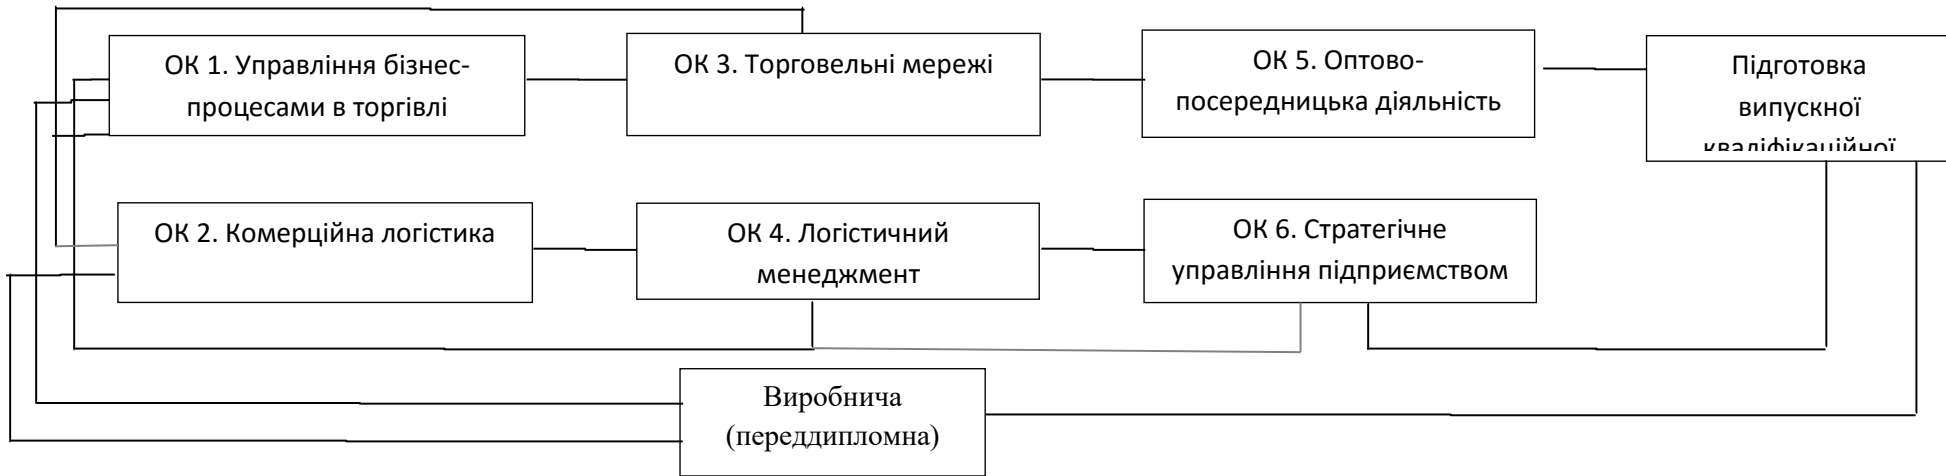 ОК 1. Управління бізнес-
процесами в торгівлі
ОК 3. Торговельні мережі
ОК 5. Оптово-
посередницька діяльність
Підготовка
випускної
кваліфікаційної
ОК 2. Комерційна логістика
ОК 4. Логістичний
менеджмент
ОК 6. Стратегічне
управління підприємством
Виробнича
(переддипломна)